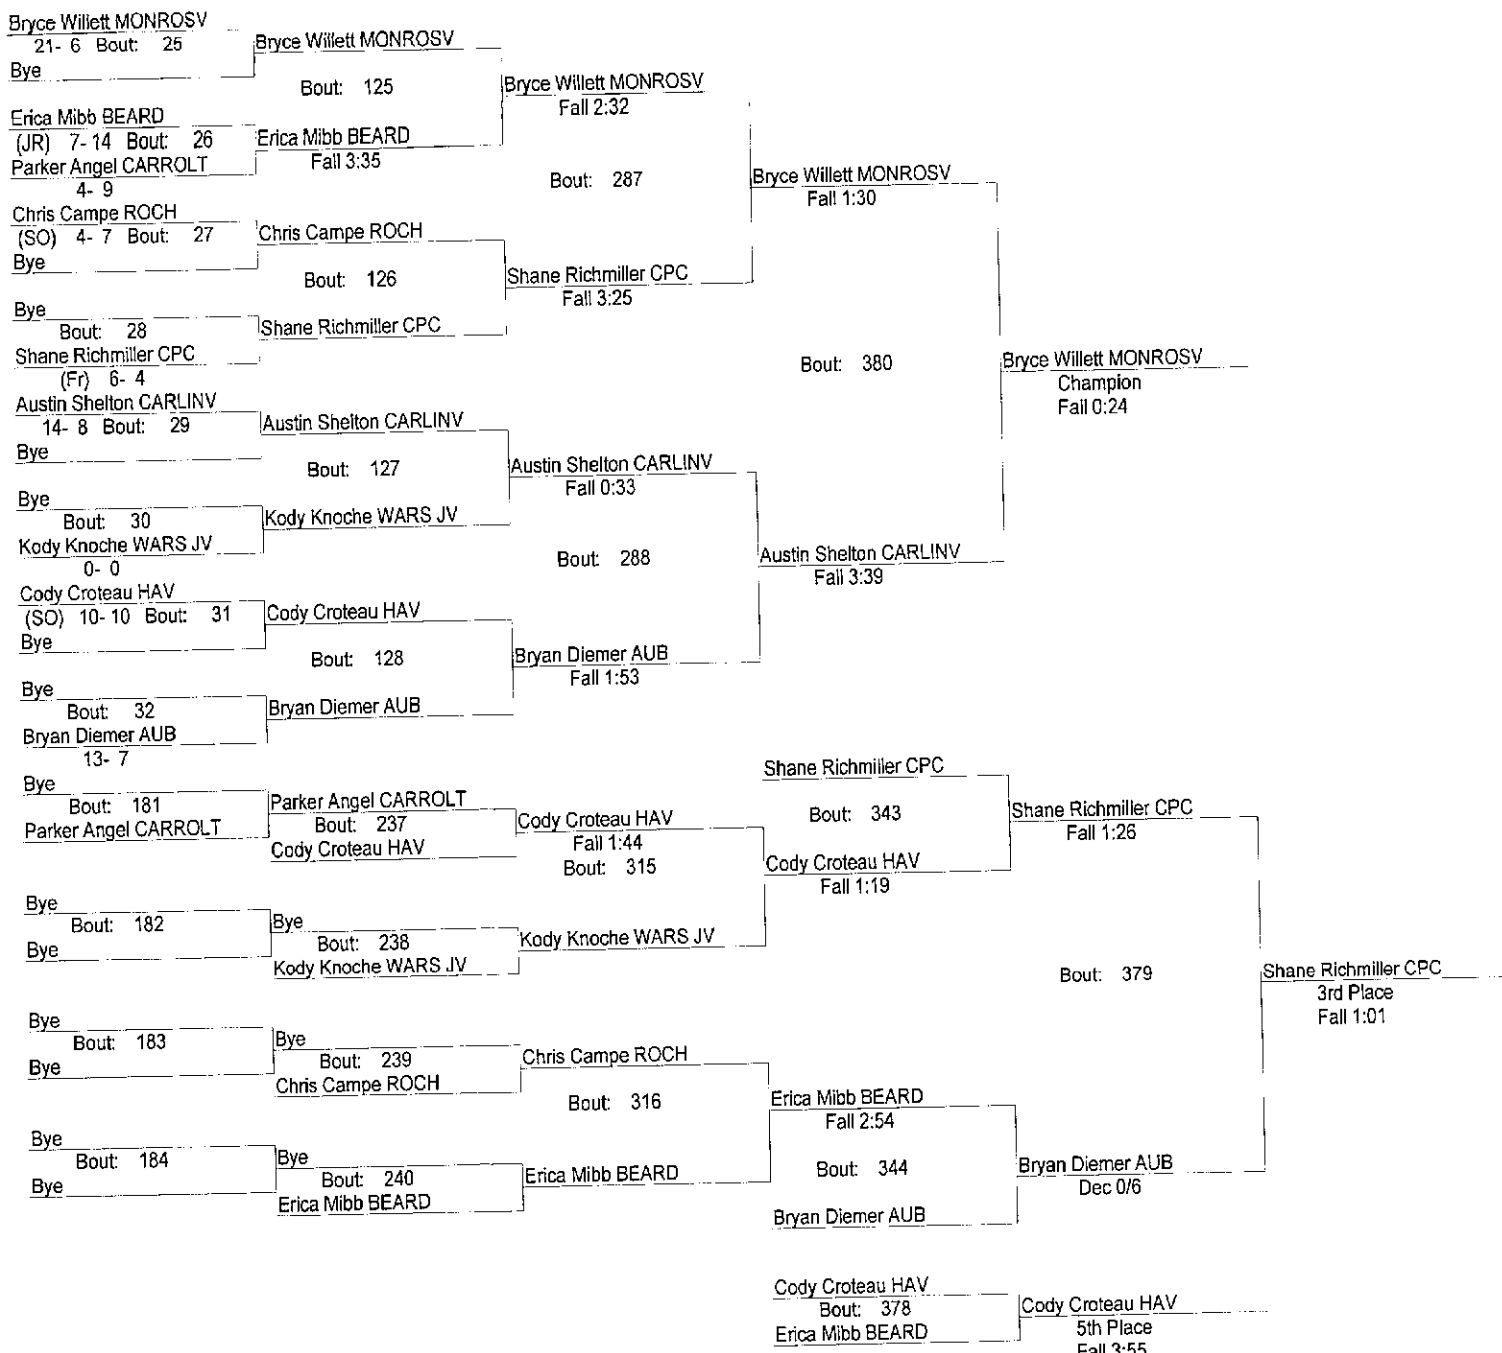 Bryce Willett MONROSV
21- 6 Bout: 25
Bye
Erica Mibb BEARD
(JR) 7- 14 Bout: 26
Parker Angel CARROLT
4- 9
Chris Campe ROCH
(SO) 4- 7 Bout: 27
Bye
Bye
Bout: 28
Shane Richmiller CPC
(Fr) 6- 4
Austin Shelton CARLINV
14- 8 Bout: 29
Bye
Bye
Bout: 30
Kody Knoche WARS JV
0- 0
Cody Croteau HAV
(SO) 10- 10 Bout: 31
Bye
Bye
Bout: 32
Bryan Diemer AUB
13- 7
Bryce Willett MONROSV
Bout: 125
Erica Mibb BEARD
Fall 3:35
Chris Campe ROCH
Bout: 126
Shane Richmiller CPC
Austin Shelton CARLINV
Bout: 127
Kody Knoche WARS JV
Cody Croteau HAV
Bout: 128
Bryan Diemer AUB
Bryce Willett MONROSV
Fall 2:32
Bout: 287
Shane Richmiller CPC
Fall 3:25
Austin Shelton CARLINV
Fall 0:33
Bout: 288
Bryan Diemer AUB
Fall 1:53
Bryce Willett MONROSV
Fall 1:30
Bout: 380
Austin Shelton CARLINV
Fall 3:39
Bryce Willett MONROSV
Champion
Fall 0:24
Bye
Bout: 181
Parker Angel CARROLT
Bye
Bout: 182
Bye
Bye
Bout: 183
Bye
Bye
Bout: 184
Bye
Parker Angel CARROLT
Bout: 237
Cody Croteau HAV
Bye
Bout: 238
Kody Knoche WARS JV
Bye
Bout: 239
Chris Campe ROCH
Bye
Bout: 240
Erica Mibb BEARD
Cody Croteau HAV
Fall 1:44
Bout: 315
Kody Knoche WARS JV
Chris Campe ROCH
Bout: 316
Erica Mibb BEARD
Shane Richmiller CPC
Bout: 343
Cody Croteau HAV
Fall 1:19
Erica Mibb BEARD
Fall 2:54
Bout: 344
Bryan Diemer AUB
Shane Richmiller CPC
Fall 1:26
Bout: 379
Bryan Diemer AUB
Dec 0/6
Shane Richmiller CPC
3rd Place
Fall 1:01
Cody Croteau HAV
Bout: 378
Erica Mibb BEARD
Cody Croteau HAV
5th Place
Fall 3:55